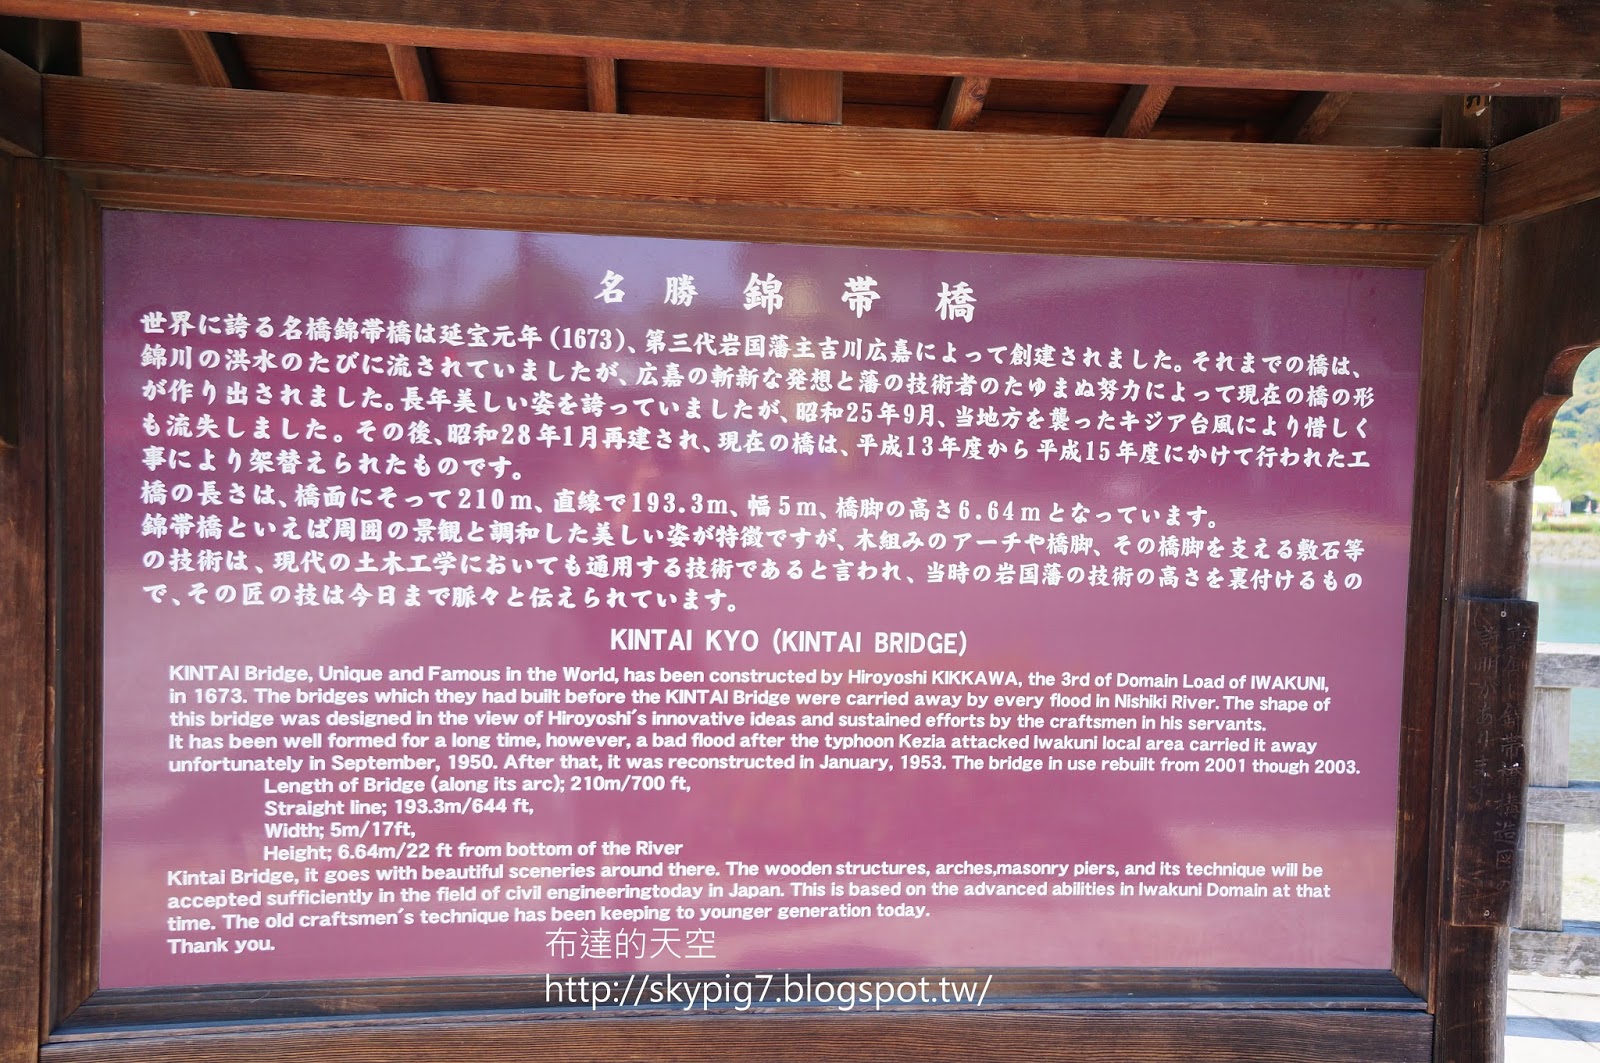 名勝 錦帯橋
世界に誇る名橋錦帯橋は延宝元年(1673)、第三代岩国藩主吉川広嘉によって創建されました。それまでの橋は、
錦川の洪水のたびに流されていましたが、広嘉の斬新な発想と藩の技術者のたゆまぬ努力によって現在の橋の形
が作り出されました。長年美しい姿を誇っていましたが、昭和25年9月、当地方を襲ったキジア台風により惜しく
も流失しました。その後、昭和28年1月再建され、現在の橋は、平成13年度から平成15年度にかけて行われた工
事により架替えられたものです。
橋の長さは、橋面にそって210m、直線で193.3m、幅5m、橋脚の高さ6.64mとなっています。
錦帯橋といえば周囲の景観と調和した美しい姿が特徴ですが、木組みのアーチや橋脚、その橋脚を支える敷石等
の技術は、現代の土木工学においても通用する技術であると言われ、当時の岩国藩の技術の高さを裏付けるもの
で、その匠の技は今日まで脈々と伝えられています。
KINTAI KYO (KINTAI BRIDGE)
KINTAI Bridge, Unique and Famous in the World, has been constructed by Hiroyoshi KIKKAWA, the 3rd of Domain Load of IWAKUNI,
in 1673. The bridges which they had built before the KINTAI Bridge were carried away by every flood in Nishiki River. The shape of
this bridge was designed in the view of Hiroyoshi's innovative ideas and sustained efforts by the craftsmen in his servants.
It has been well formed for a long time, however, a bad flood after the typhoon Kezia attacked Iwakuni local area carried it away
unfortunately in September, 1950. After that, it was reconstructed in January, 1953. The bridge in use rebuilt from 2001 though 2003.
Length of Bridge (along its arc); 210m/700 ft,
Straight line; 193.3m/644 ft,
Width; 5m/17ft,
Height; 6.64m/22 ft from bottom of the River
Kintai Bridge, it goes with beautiful sceneries around there. The wooden structures, arches,masonry piers, and its technique will be
accepted sufficiently in the field of civil engineeringtoday in Japan. This is based on the advanced abilities in Iwakuni Domain at that
time. The old craftsmen's technique has been keeping to younger generation today.
Thank you.
布達的天空
http://skypig7.blogspot.tw/